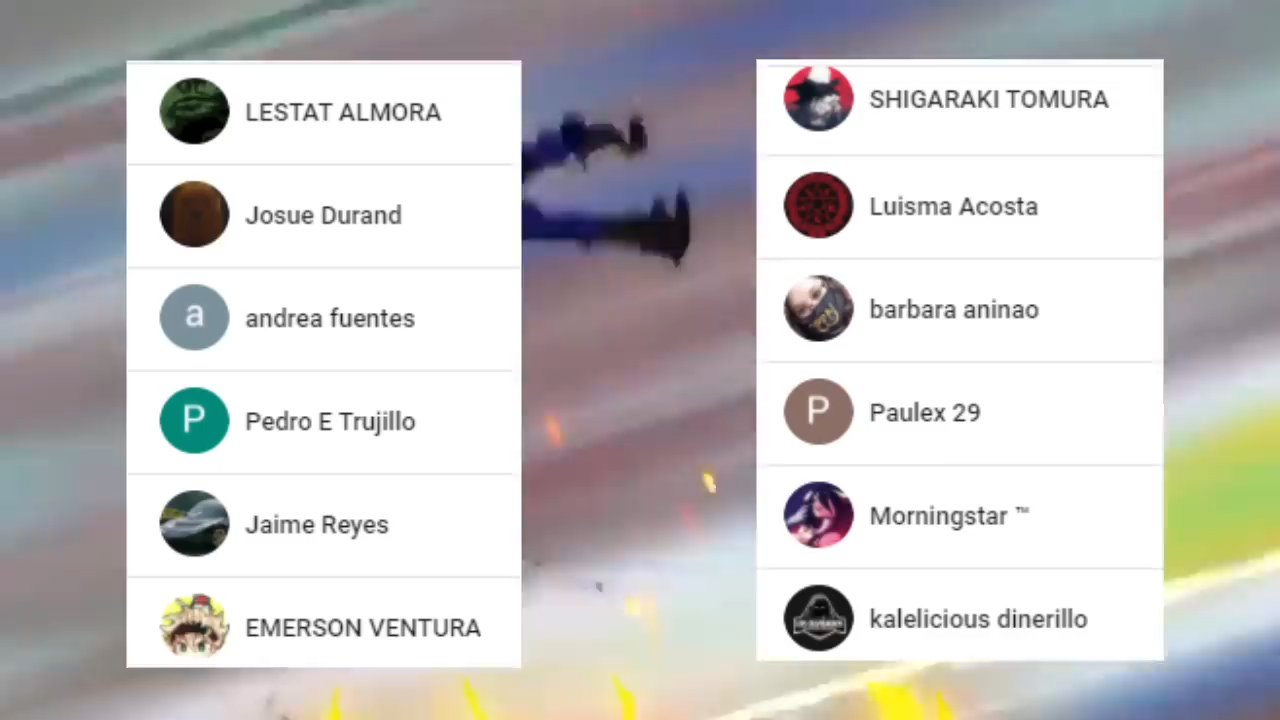 LESTAT ALMORA
Josue Durand
a
andrea fuentes
P
Pedro E Trujillo
Jaime Reyes
EMERSON VENTURA
SHIGARAKI TOMURA
Luisma Acosta
barbara aninao
P
Paulex 29
Morningstar ™
kalelicious dinerillo